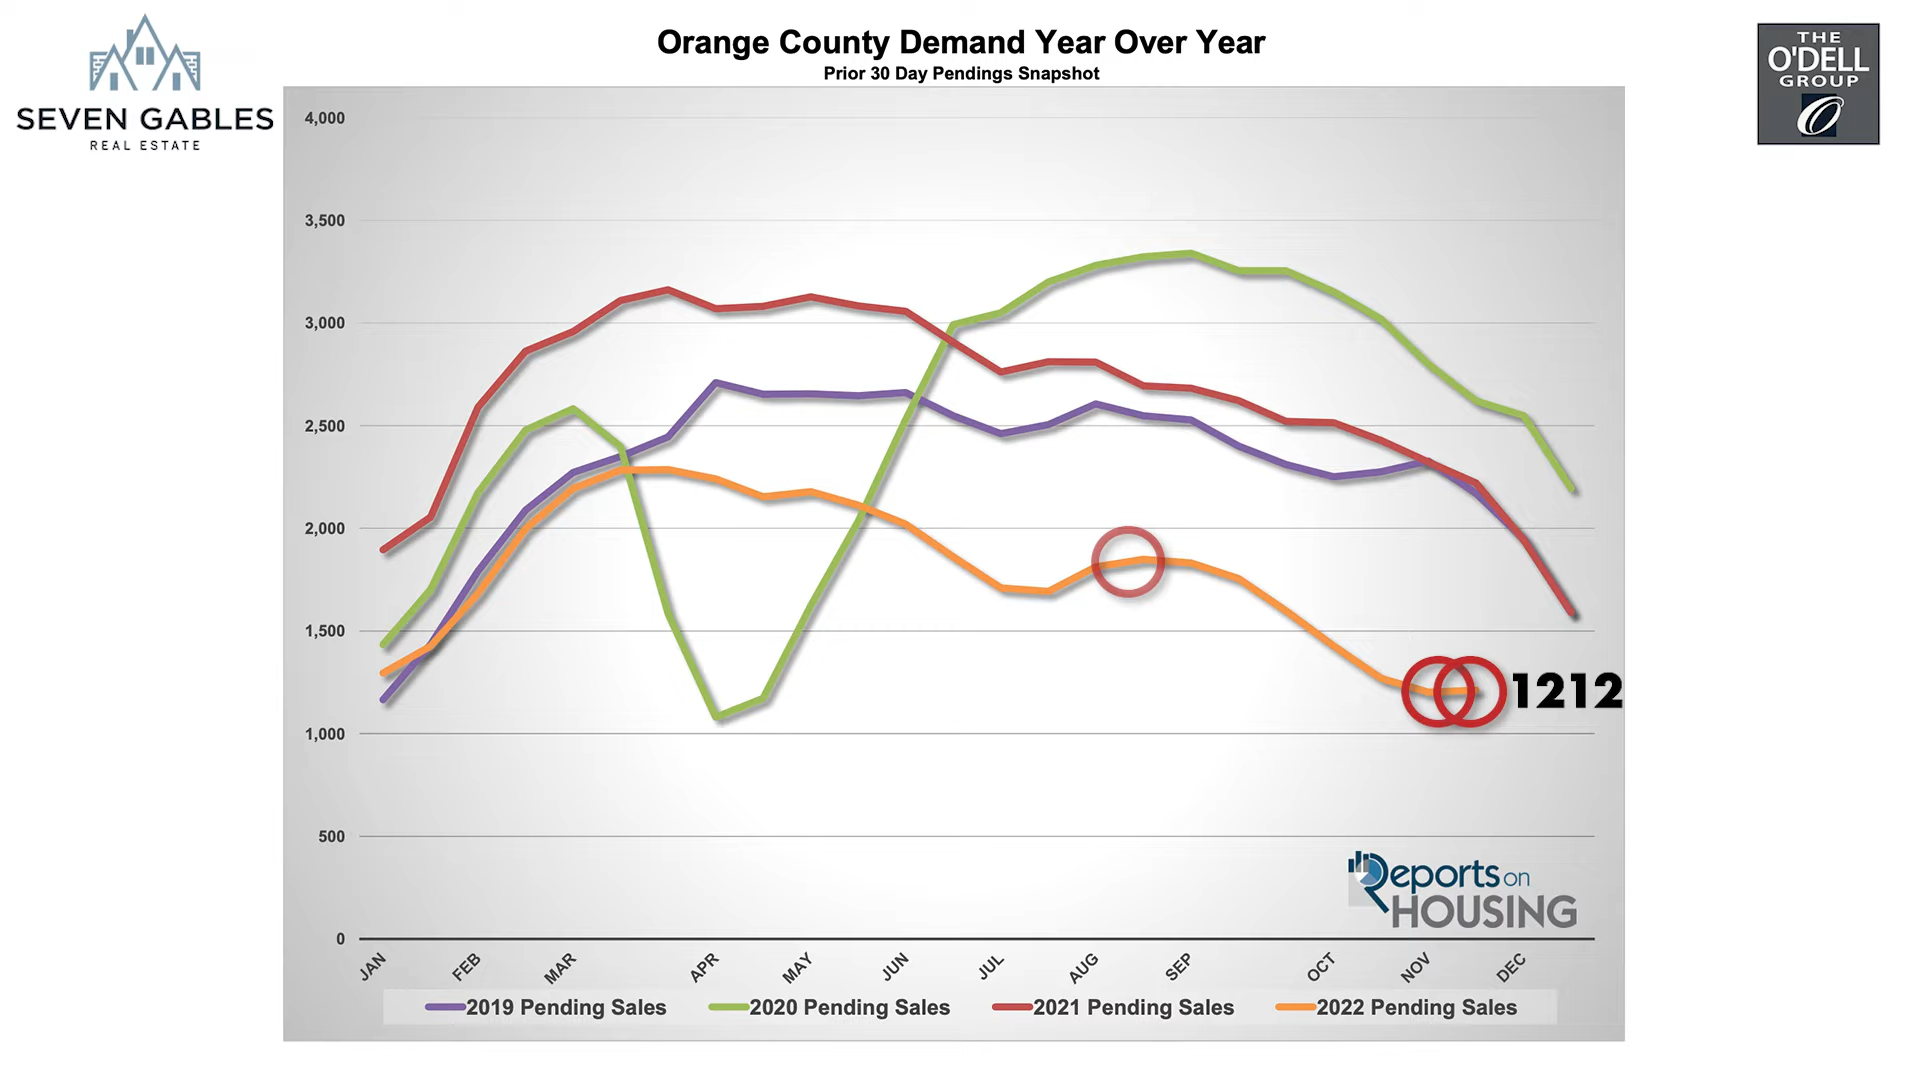 SEVEN GABLES
REAL ESTATE
Orange County Demand Year Over Year
Prior 30 Day Pendings Snapshot
THE
O'DELL
GROUP
O
4,000
3,500
3,000
2,500
2,000
1,500
1,000
500
0
1212
Reports on
HOUSING
JAN FEB MAR APR MAY JUN JUL AUG SEP OCT NOV DEC
2019 Pending Sales 2020 Pending Sales 2021 Pending Sales 2022 Pending Sales